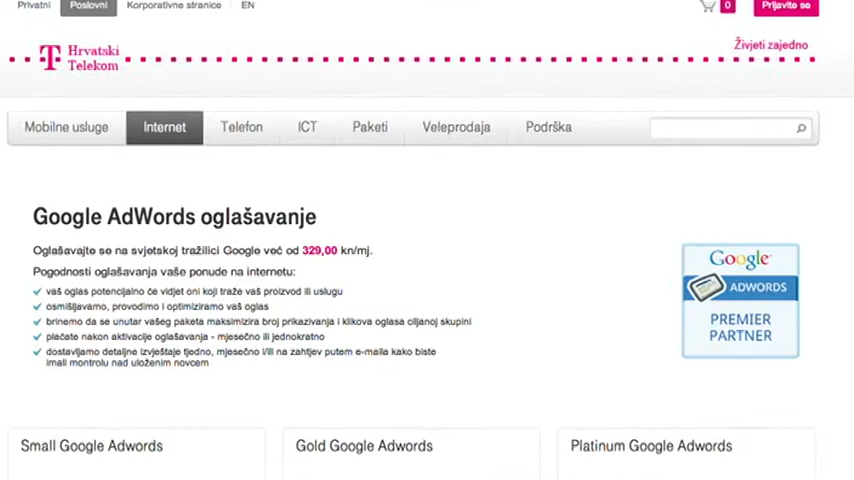 Privatni Poslovni Korporativne stranice EN 0 Prijavite se
Hrvatski
Telekom
Živjeti zajedno
Mobilne usluge Internet Telefon ICT Paketi Veleprodaja Podrška
Google AdWords oglašavanje
Oglašavajte se na svjetskoj tražilici Google već od 329,00 kn/mj.
Pogodnosti oglašavanja vaše ponude na internetu:
vaš oglas potencijalno će vidjet oni koji traže vaš proizvod ili uslugu
osmišljavamo, provodimo i optimiziramo vaš oglas
brinemo da se unutar vašeg paketa maksimizira broj prikazivanja i klikova oglasa ciljanoj skupini
plaćate nakon aktivacije oglašavanja - mjesečno ili jednokratno
dostavljamo detaljne izvještaje tjedno, mjesečno i/ili na zahtjev putem e-maila kako biste
imali montrolu nad uloženim novcem
Google
ADWORDS
PREMIER
PARTNER
Small Google Adwords Gold Google Adwords Platinum Google Adwords